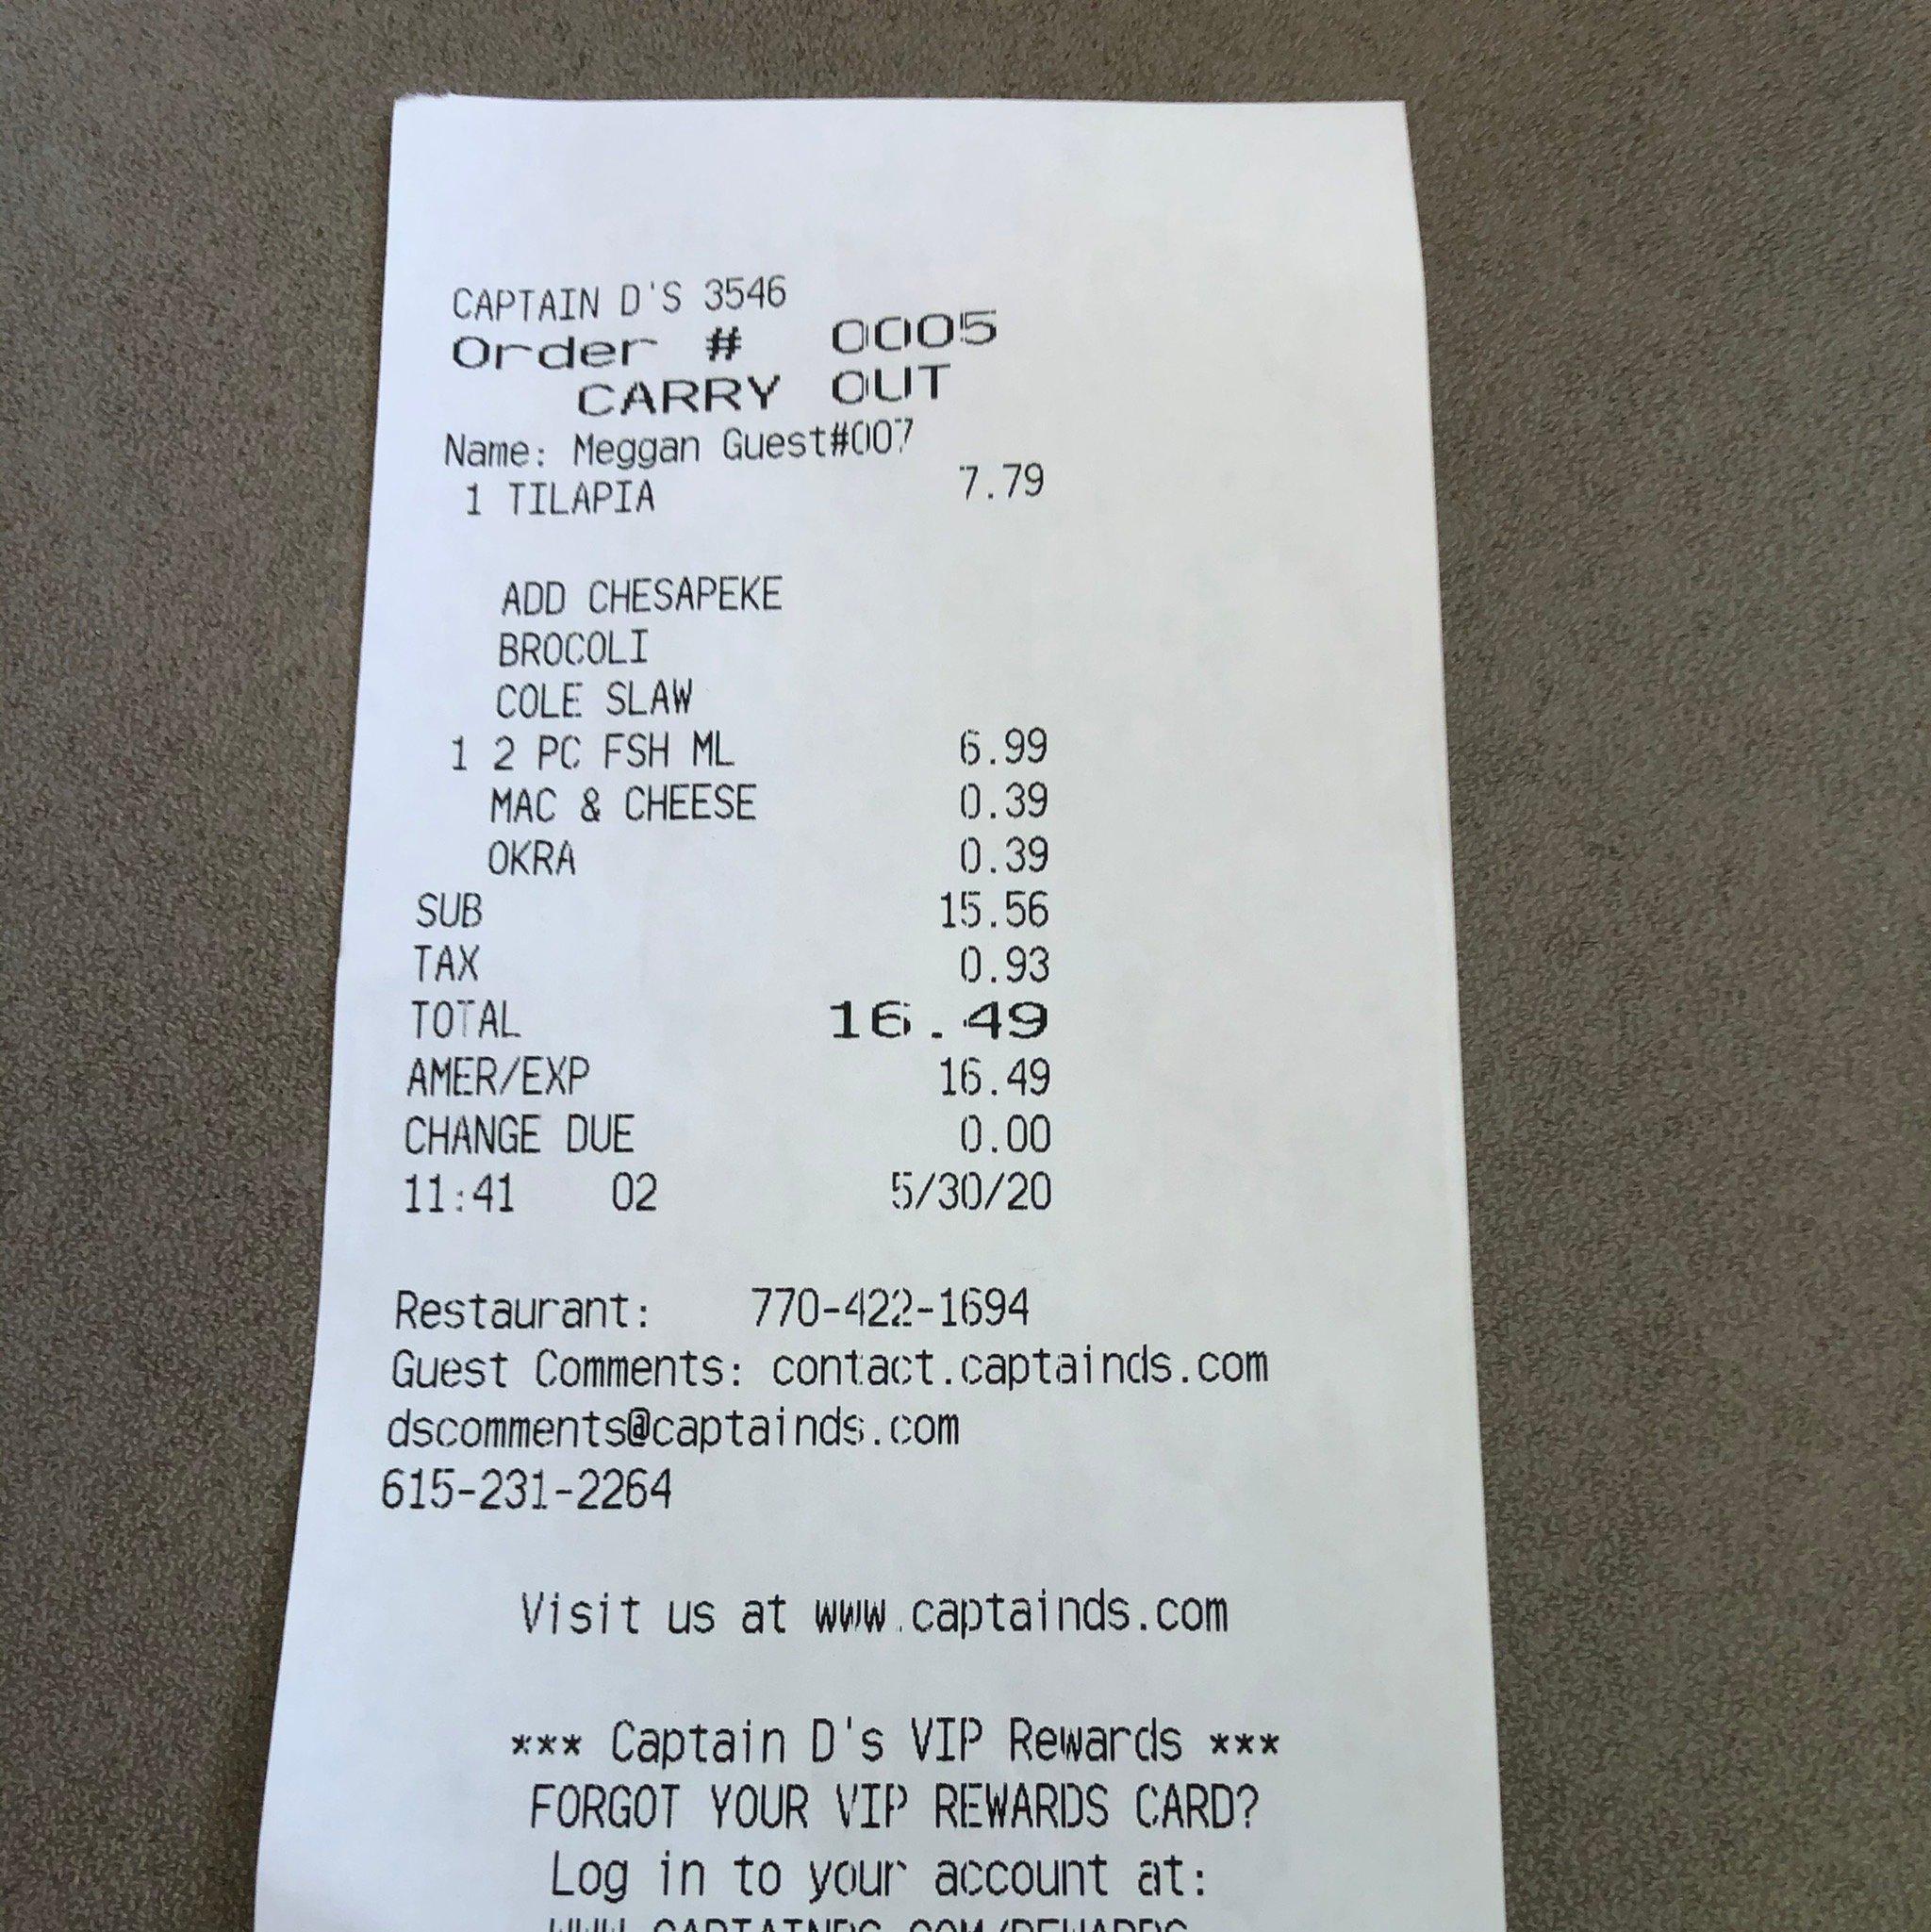 CAPTAIN D'S 3546
Order # 0005
CARRY OUT
Name: Meggan Guest#007
1 TILAPIA 7.79
ADD CHESAPEKE
BROCOLI
COLE SLAW
1 2 PC FSH ML 6.99
MAC & CHEESE 0.39
OKRA 0.39
SUB 15.56
TAX 0.93
TOTAL 16.49
AMER/EXP 16.49
CHANGE DUE 0.00
11:41 02 5/30/20
Restaurant: 770-422-1694
Guest Comments: contact.captainds.com
dscomments@captainds.com
615-231-2264
Visit us at www.captainds.com
*** Captain D's VIP Rewards ***
FORGOT YOUR VIP REWARDS CARD?
Log in to your account at:
WWW.CAPTAINDS.COM/REWARDS